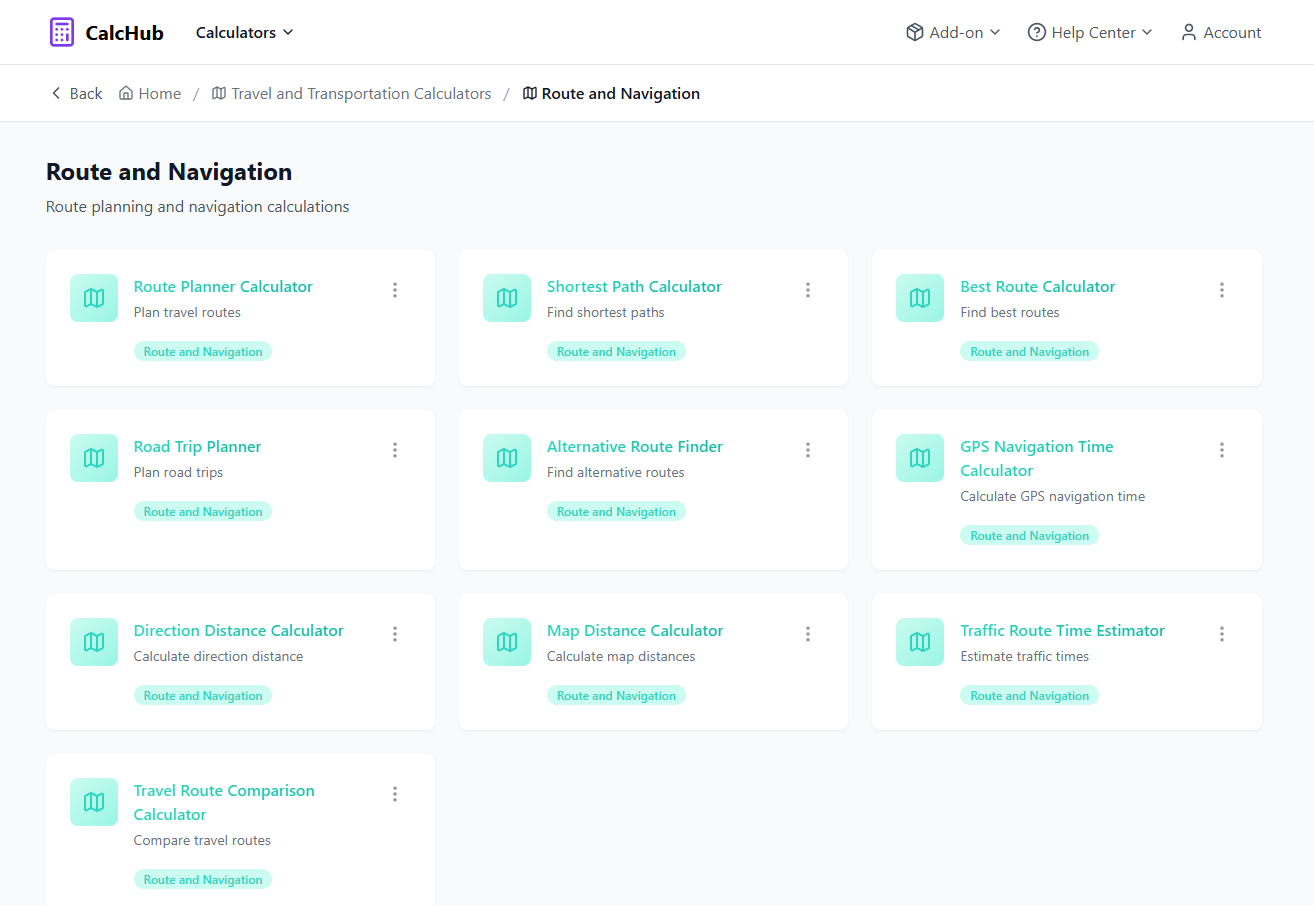 CalcHub
Calculators
Add-on
Help Center
Account
Back
Home
/
Travel and Transportation Calculators
/
Route and Navigation
Route and Navigation
Route planning and navigation calculations
Route Planner Calculator
Plan travel routes
Route and Navigation
Shortest Path Calculator
Find shortest paths
Route and Navigation
Best Route Calculator
Find best routes
Route and Navigation
Road Trip Planner
Plan road trips
Route and Navigation
Alternative Route Finder
Find alternative routes
Route and Navigation
GPS Navigation Time
Calculator
Calculate GPS navigation time
Route and Navigation
Direction Distance Calculator
Calculate direction distance
Route and Navigation
Map Distance Calculator
Calculate map distances
Route and Navigation
Traffic Route Time Estimator
Estimate traffic times
Route and Navigation
Travel Route Comparison
Calculator
Compare travel routes
Route and Navigation